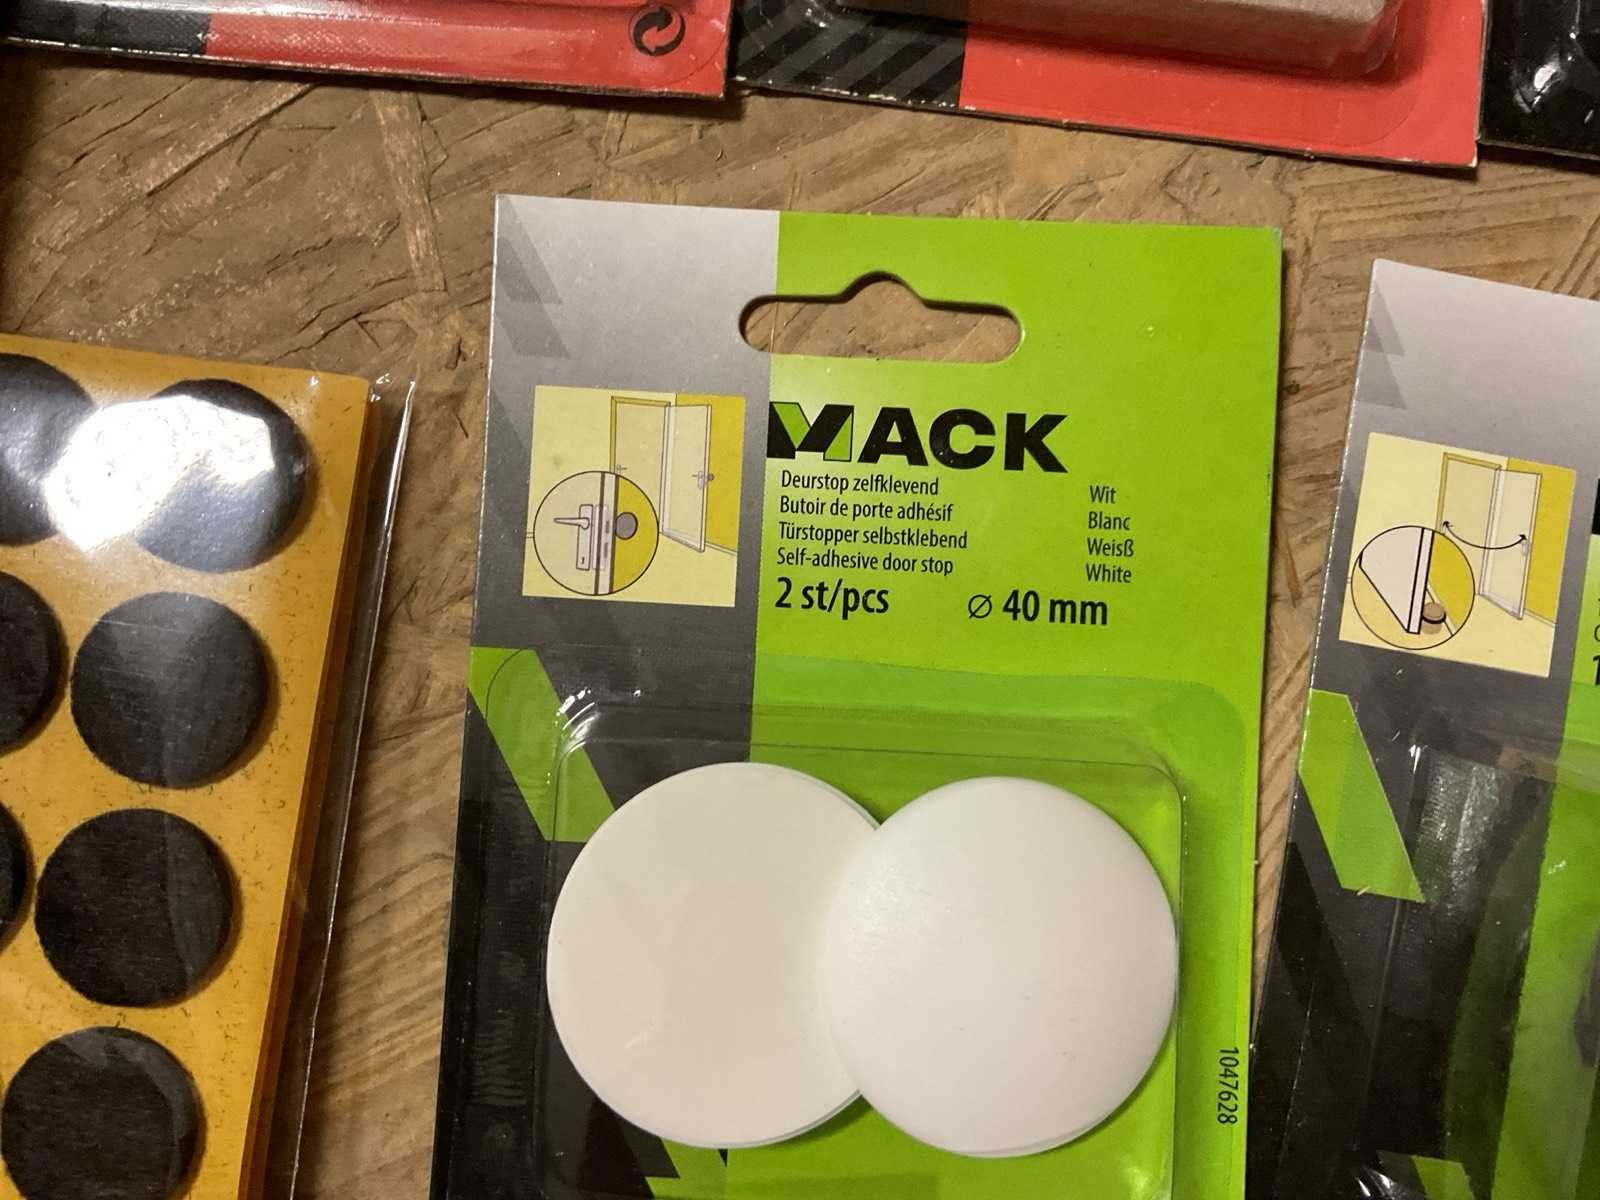 MACK
Deurstop zelfklevend
Butoir de porte adhésif
Türstopper selbstklebend
Self-adhesive door stop
Wit
Blanc
Weiß
White
2 st/pcs
⌀ 40 mm
1047628